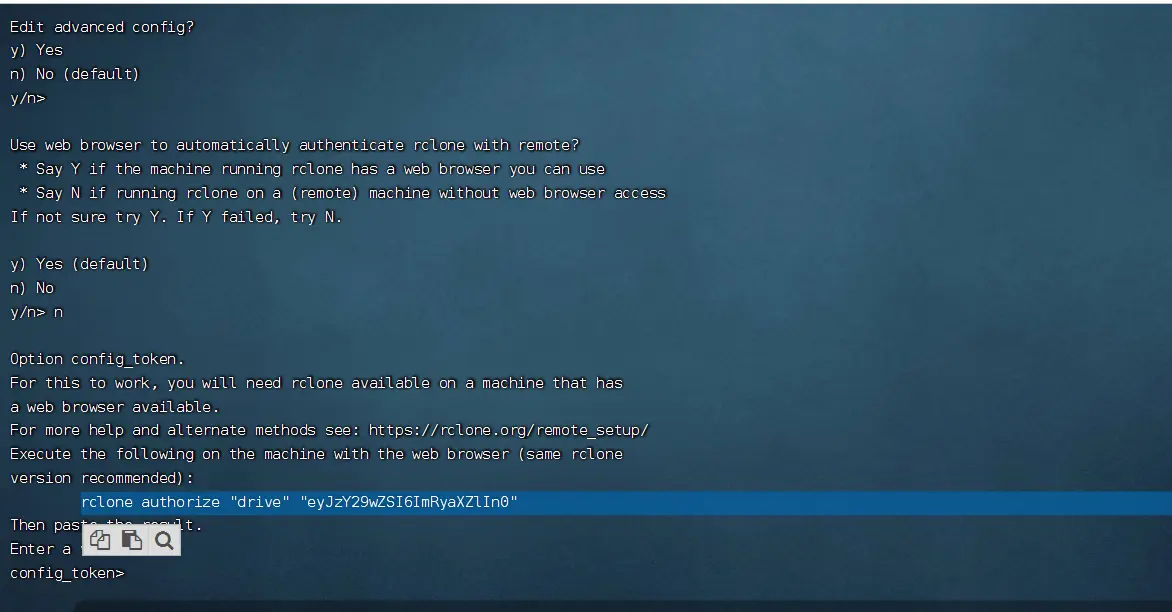 Edit advanced config?
y) Yes
n) No (default)
y/n>
Use web browser to automatically authenticate rclone with remote?
* Say Y if the machine running rclone has a web browser you can use
* Say N if running rclone on a (remote) machine without web browser access
If not sure try Y. If Y failed, try N.
y) Yes (default)
n) No
y/n> n
Option config_token.
For this to work, you will need rclone available on a machine that has
a web browser available.
For more help and alternate methods see: https://rclone.org/remote_setup/
Execute the following on the machine with the web browser (same rclone
version recommended):
rclone authorize "drive" "eyJzY29wZSI6ImRyaXZlIn0"
Then paste the result.
Enter a
config_token>